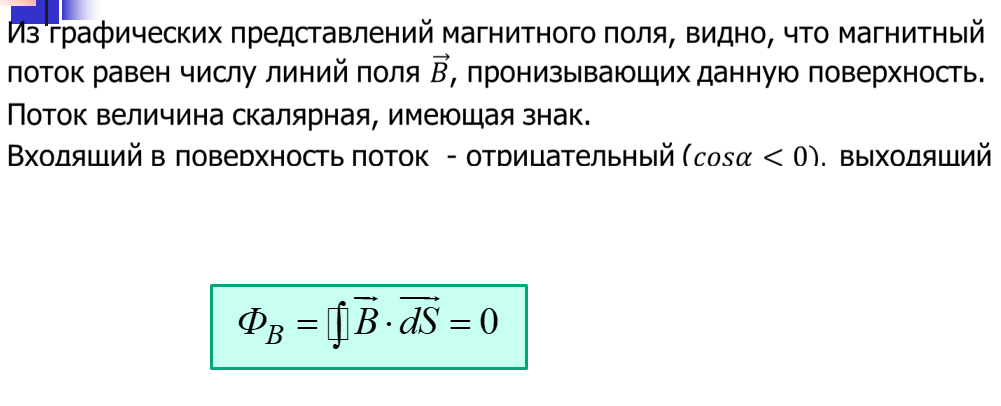 Из графических представлений магнитного поля, видно, что магнитный
поток равен числу линий поля B⃗, пронизывающих данную поверхность.
Поток величина скалярная, имеющая знак.
Входящий в поверхность поток - отрицательный (cosα < 0), выходящий
Φ_B = ∯ B⃗ · dS⃗ = 0